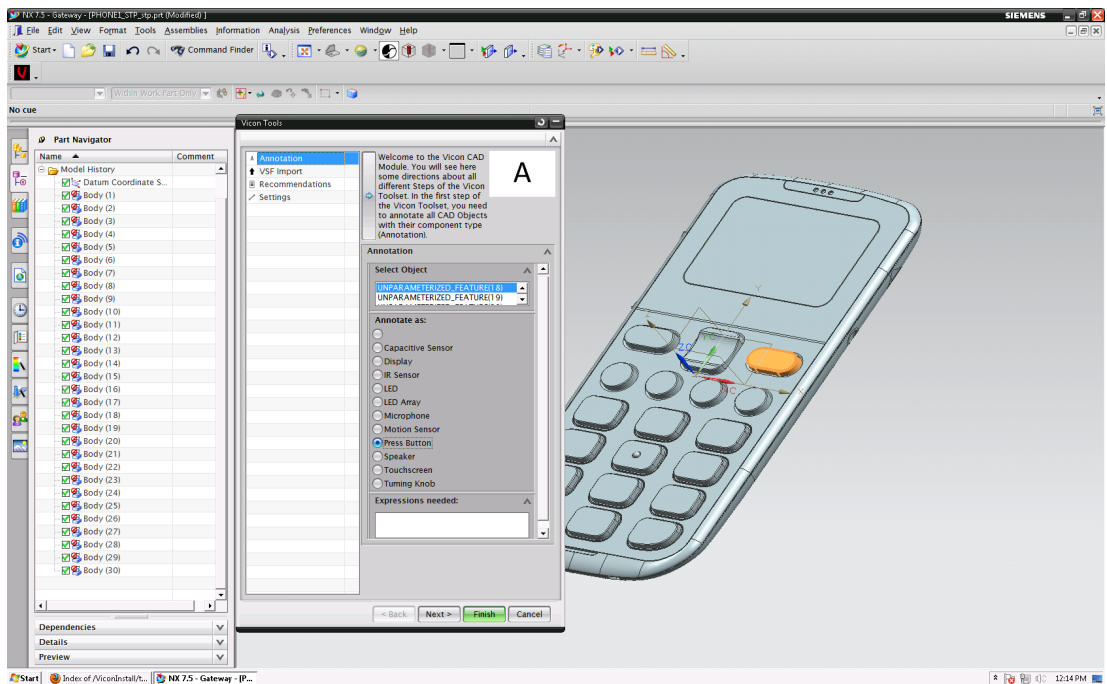 NX 7.5 - Gateway - [PHONE1_STP_stp.prt (Modified) ]
SIEMENS
File Edit View Format Tools Assemblies Information Analysis Preferences Window Help
Start Command Finder
Within Work Part Only
No cue
Part Navigator
Name Comment
Model History
Datum Coordinate S...
Body (1)
Body (2)
Body (3)
Body (4)
Body (5)
Body (6)
Body (7)
Body (8)
Body (9)
Body (10)
Body (11)
Body (12)
Body (13)
Body (14)
Body (15)
Body (16)
Body (17)
Body (18)
Body (19)
Body (20)
Body (21)
Body (22)
Body (23)
Body (24)
Body (25)
Body (26)
Body (27)
Body (28)
Body (29)
Body (30)
Dependencies
Details
Preview
Vicon Tools
Annotation
VSF Import
Recommendations
Settings
Welcome to the Vicon CAD
Module. You will see here
some directions about all
different Steps of the Vicon
Toolset. In the first step of
the Vicon Toolset, you need
to annotate all CAD Objects
with their component type
(Annotation).
A
Annotation
Select Object
UNPARAMETERIZED_FEATURE(18)
UNPARAMETERIZED_FEATURE(19)
Annotate as:
Capacitive Sensor
Display
IR Sensor
LED
LED Array
Microphone
Motion Sensor
Press Button
Speaker
Touchscreen
Turning Knob
Expressions needed:
< Back Next > Finish Cancel
Y
Start Index of /ViconInstall/t... NX 7.5 - Gateway - [P...
12:14 PM